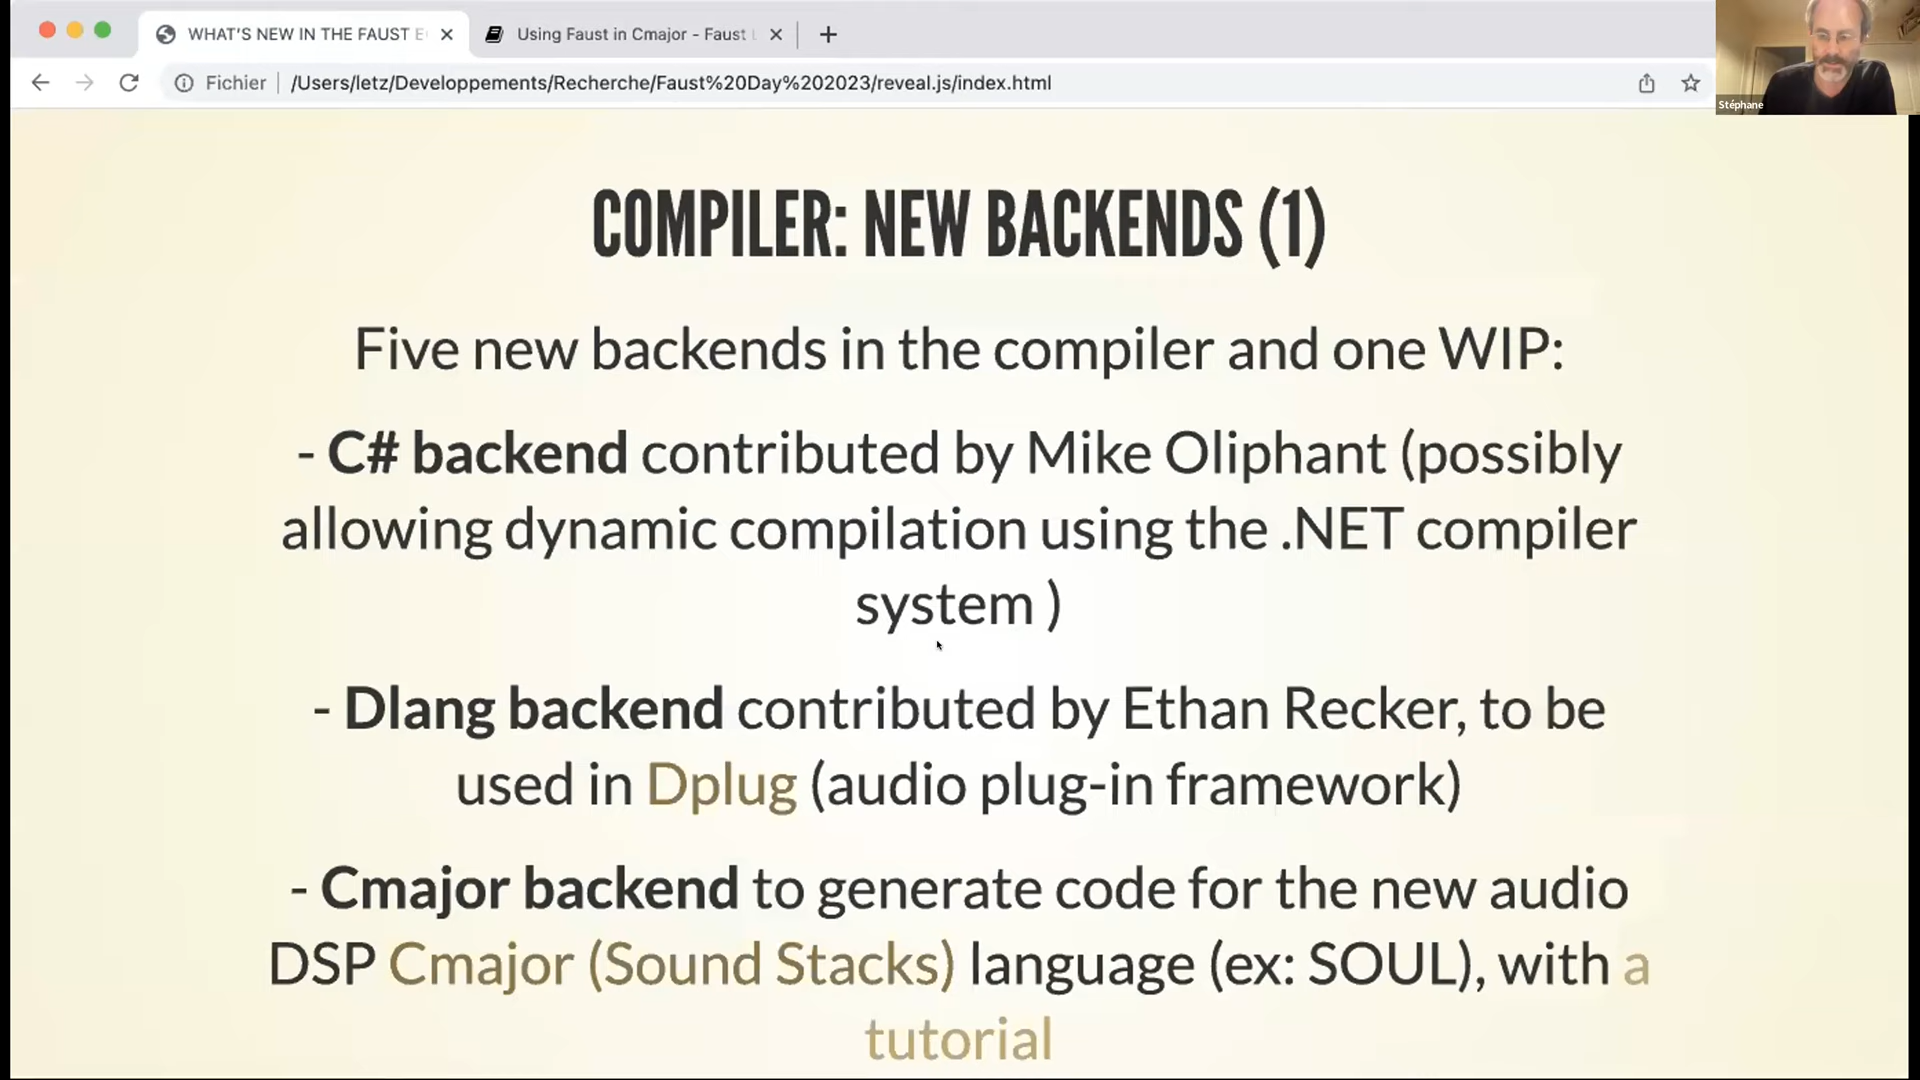 WHAT'S NEW IN THE FAUST E
Using Faust in Cmajor - Faust
Fichier
/Users/letz/Developpements/Recherche/Faust%20Day%202023/reveal.js/index.html
Stéphane
COMPILER: NEW BACKENDS (1)
Five new backends in the compiler and one WIP:
- C# backend contributed by Mike Oliphant (possibly
allowing dynamic compilation using the .NET compiler
system )
- Dlang backend contributed by Ethan Recker, to be
used in Dplug (audio plug-in framework)
- Cmajor backend to generate code for the new audio
DSP Cmajor (Sound Stacks) language (ex: SOUL), with a
tutorial